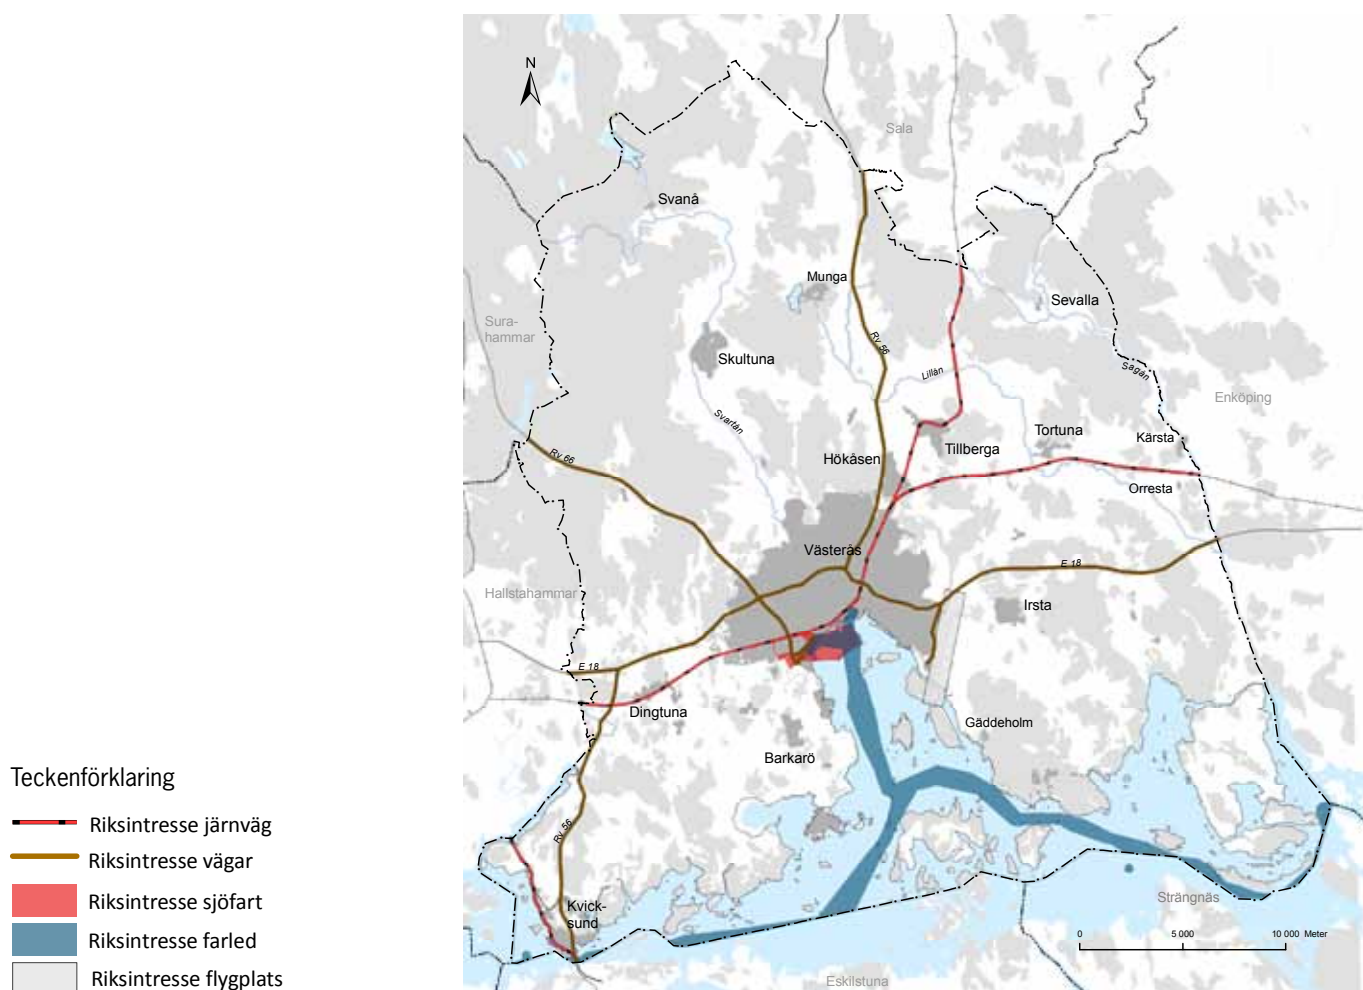 N
Sala
Svanå
Munga
Sevalla
Sura-
hammar
Rv 56
Skultuna
Lillån
Sagån
Enköping
Svartån
Tortuna
Kärsta
Rv 66
Hökåsen
Tillberga
Orresta
Västerås
E 18
Hallstahammar
Irsta
E 18
Dingtuna
Gäddeholm
Barkarö
Teckenförklaring
Riksintresse järnväg
Rv 56
Riksintresse vägar
Riksintresse sjöfart
Kvick-
sund
Strängnäs
Riksintresse farled
0 5 000 10 000 Meter
Riksintresse flygplats
Eskilstuna